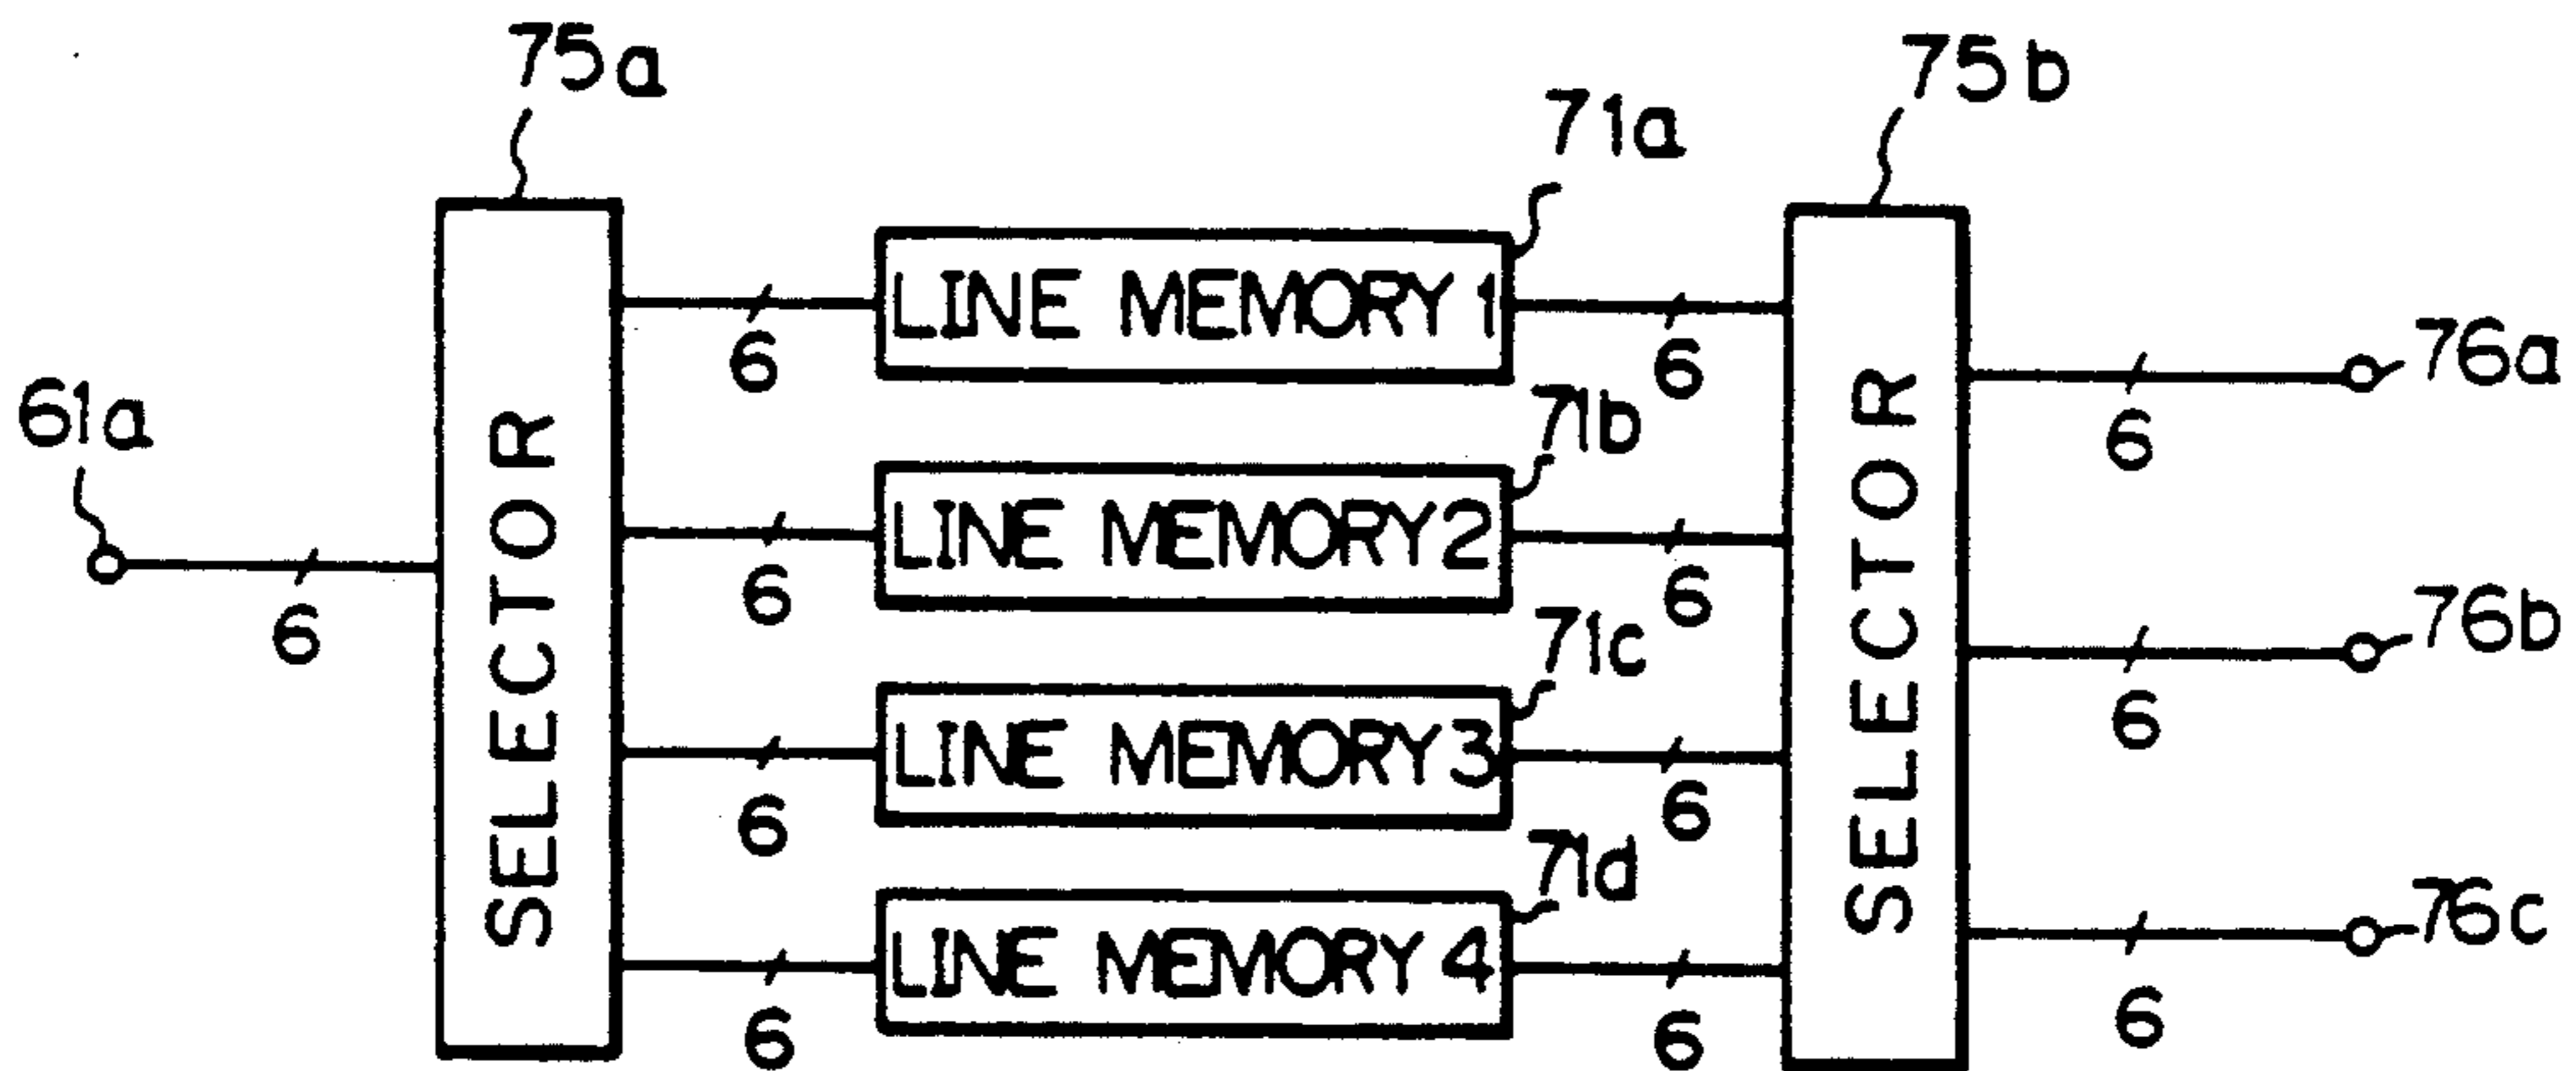 75a
75b
71a
LINE MEMORY 1
6
6
76a
6
61a
71b
LINE MEMORY 2
6
6
6
76b
6
71c
LINE MEMORY 3
6
6
71d
LINE MEMORY 4
6
6
76c
6
SELECTOR
SELECTOR